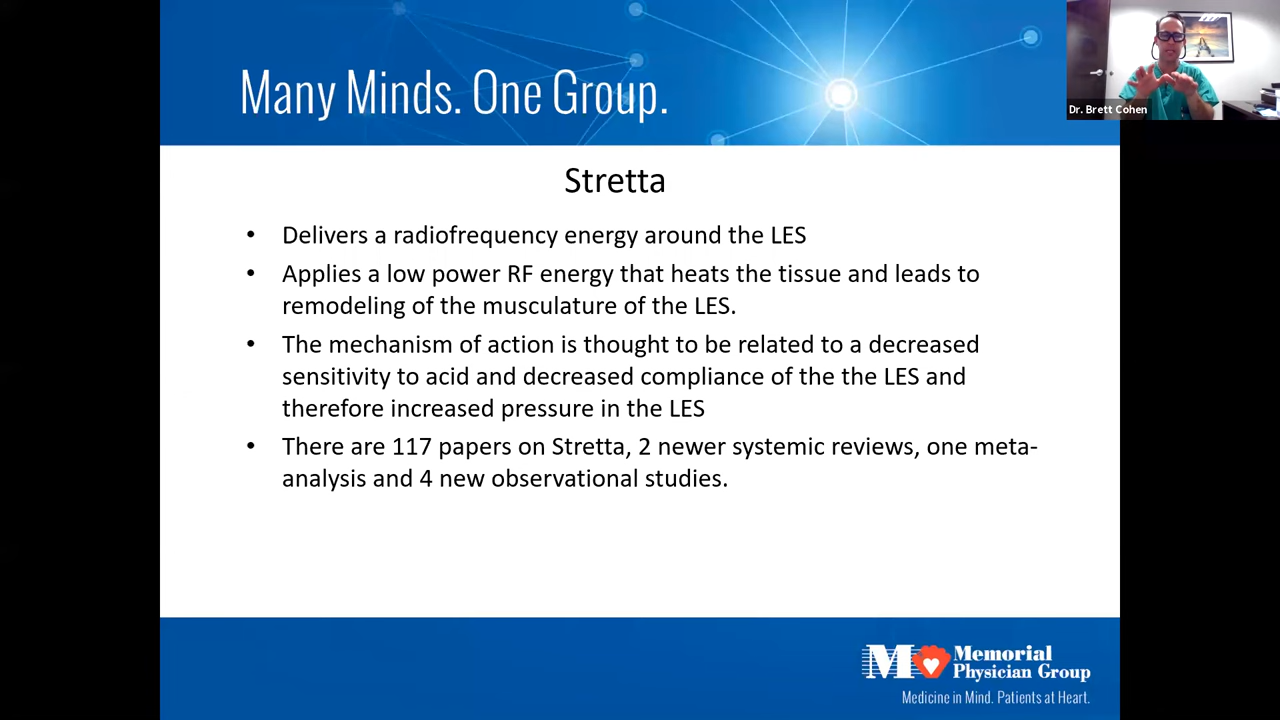 Many Minds. One Group.
Dr. Brett Cohen
Stretta
• Delivers a radiofrequency energy around the LES
• Applies a low power RF energy that heats the tissue and leads to
remodeling of the musculature of the LES.
• The mechanism of action is thought to be related to a decreased
sensitivity to acid and decreased compliance of the the LES and
therefore increased pressure in the LES
• There are 117 papers on Stretta, 2 newer systemic reviews, one meta-
analysis and 4 new observational studies.
M
Memorial
Physician Group
Medicine in Mind. Patients at Heart.